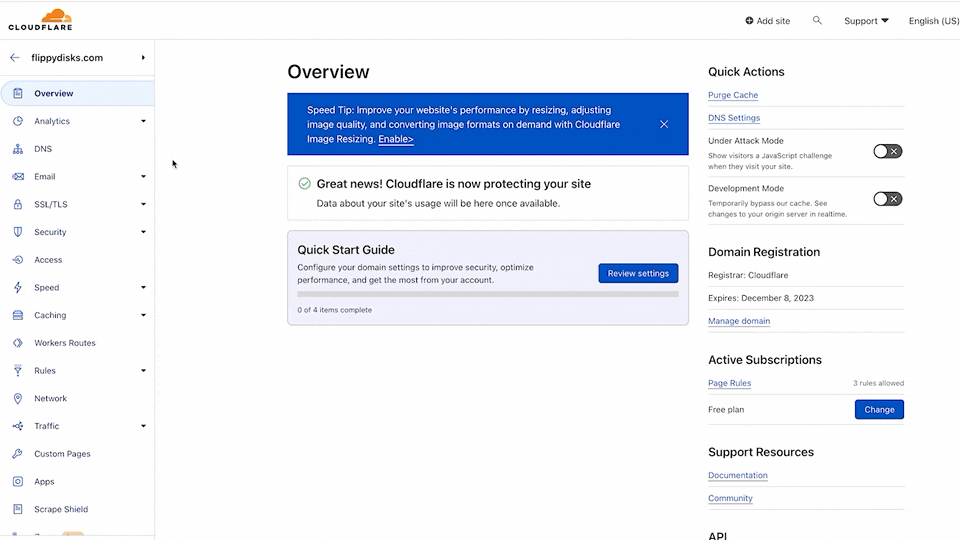 CLOUDFLARE
Add site
Support
English (US)
flippydisks.com
Overview
Analytics
DNS
Email
SSL/TLS
Security
Access
Speed
Caching
Workers Routes
Rules
Network
Traffic
Custom Pages
Apps
Scrape Shield
Overview
Speed Tip: Improve your website's performance by resizing, adjusting
image quality, and converting image formats on demand with Cloudflare
Image Resizing. Enable>
Great news! Cloudflare is now protecting your site
Data about your site's usage will be here once available.
Quick Start Guide
Configure your domain settings to improve security, optimize
performance, and get the most from your account.
Review settings
0 of 4 items complete
Quick Actions
Purge Cache
DNS Settings
Under Attack Mode
Show visitors a JavaScript challenge
when they visit your site.
Development Mode
Temporarily bypass our cache. See
changes to your origin server in realtime.
Domain Registration
Registrar: Cloudflare
Expires: December 8, 2023
Manage domain
Active Subscriptions
Page Rules
3 rules allowed
Free plan
Change
Support Resources
Documentation
Community
API